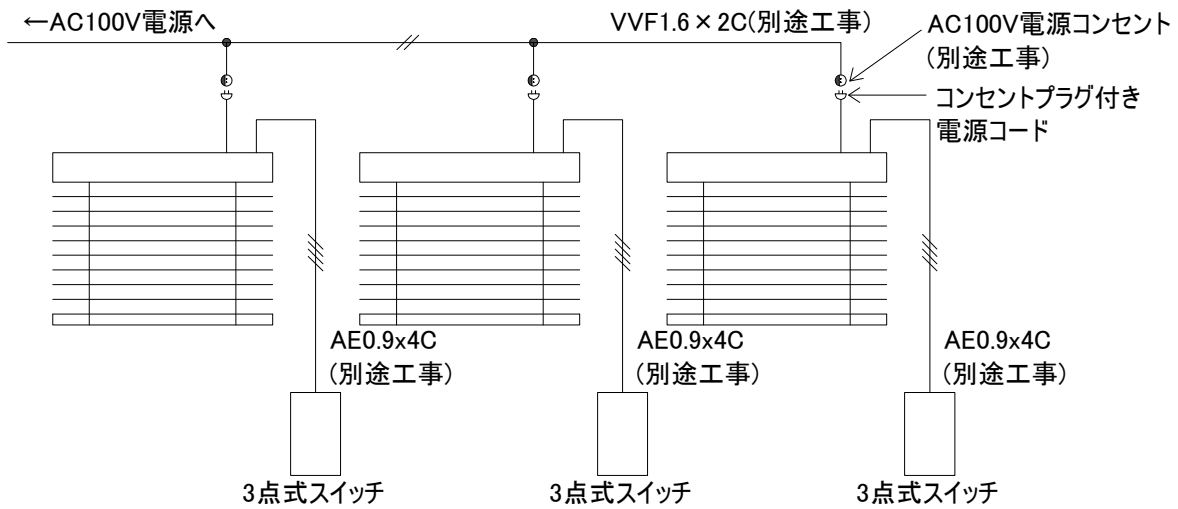 ←AC100V電源へ
VVF1.6×2C(別途工事)
AC100V電源コンセント
(別途工事)
コンセントプラグ付き
電源コード
AE0.9x4C
(別途工事)
AE0.9x4C
(別途工事)
AE0.9x4C
(別途工事)
3点式スイッチ
3点式スイッチ
3点式スイッチ